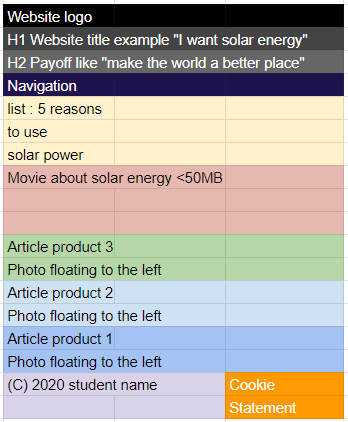 Website logo
H1 Website title example "I want solar energy"
H2 Payoff like "make the world a better place"
Navigation
list : 5 reasons
to use
solar power
Movie about solar energy <50MB
Article product 3
Photo floating to the left
Article product 2
Photo floating to the left
Article product 1
Photo floating to the left
(C) 2020 student name
Cookie
Statement